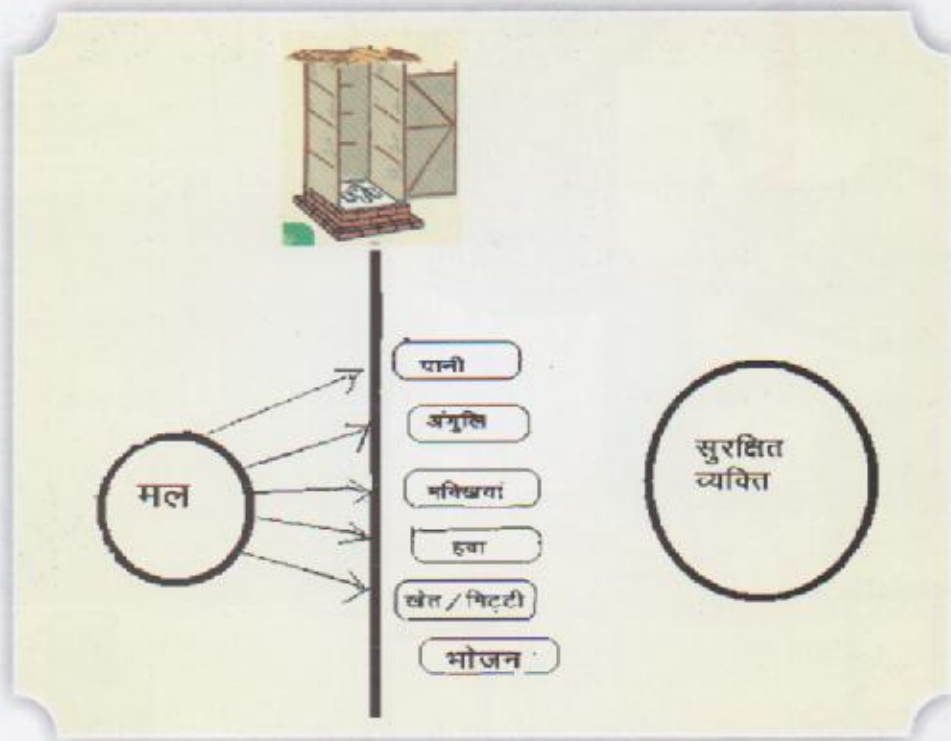 पानी
अंगुलि
मल
मक्खियां
हवा
खेत / मिट्टी
भोजन
सुरक्षित
व्यक्ति